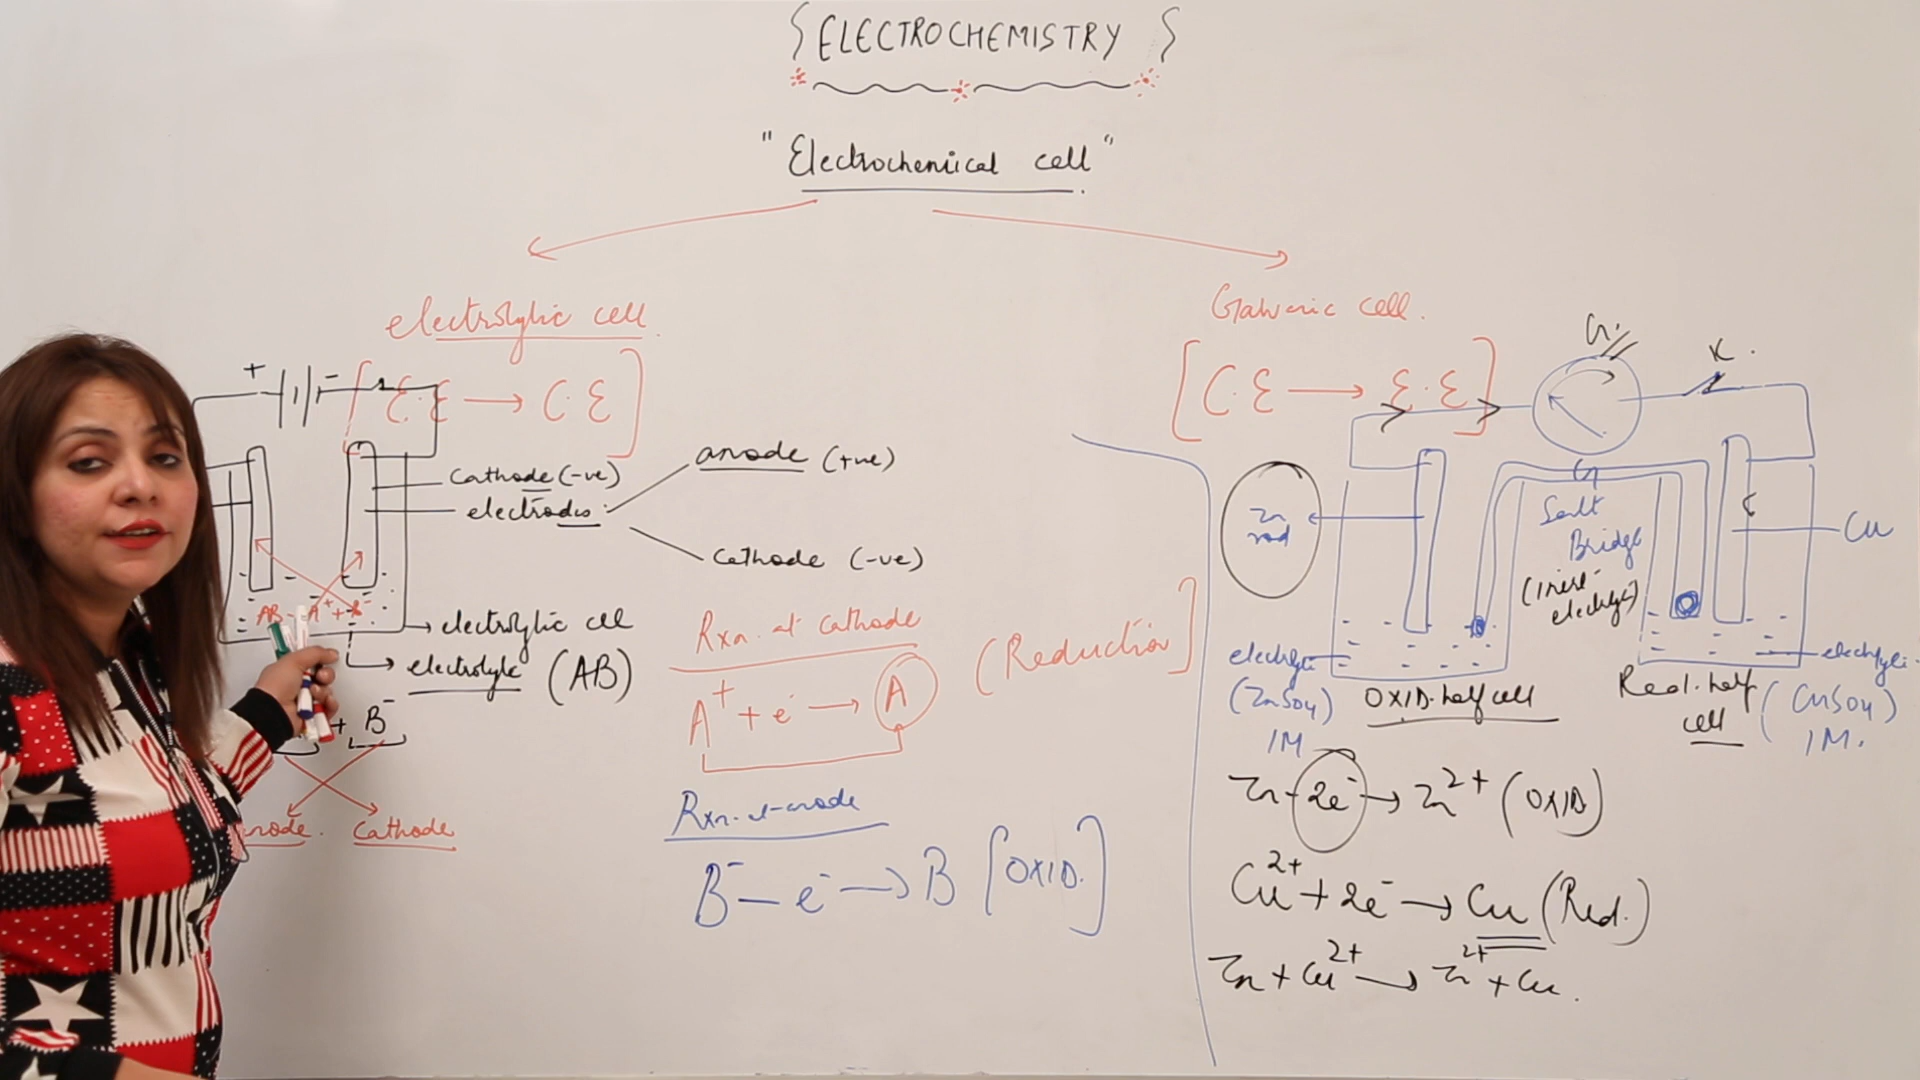 ELECTROCHEMISTRY
"Electrochemical cell"
electrolytic cell
[E.E → C.E]
+ -
Cathode (-ve)
electrodes
anode (+ve)
Cathode (-ve)
AB → A⁺ + B⁻
electrolytic cell
electrolyte (AB)
+ B⁻
Cathode
Rxn. at cathode
A⁺ + e⁻ → A (Reduction)
Rxn. at anode
B⁻ - e⁻ → B [OXID.]
Galvanic cell.
[C.E → E.E]
G.
K.
Zn rod
Salt
Bridge
(inert
electrolyte)
Cu
electrolyte
(ZnSO4)
1M
OXID. half cell
Red. half
cell
electrolyte
(CuSO4)
1M.
Zn - 2e⁻ → Zn²⁺ (OXID)
Cu²⁺ + 2e⁻ → Cu (Red.)
Zn + Cu²⁺ → Zn²⁺ + Cu.